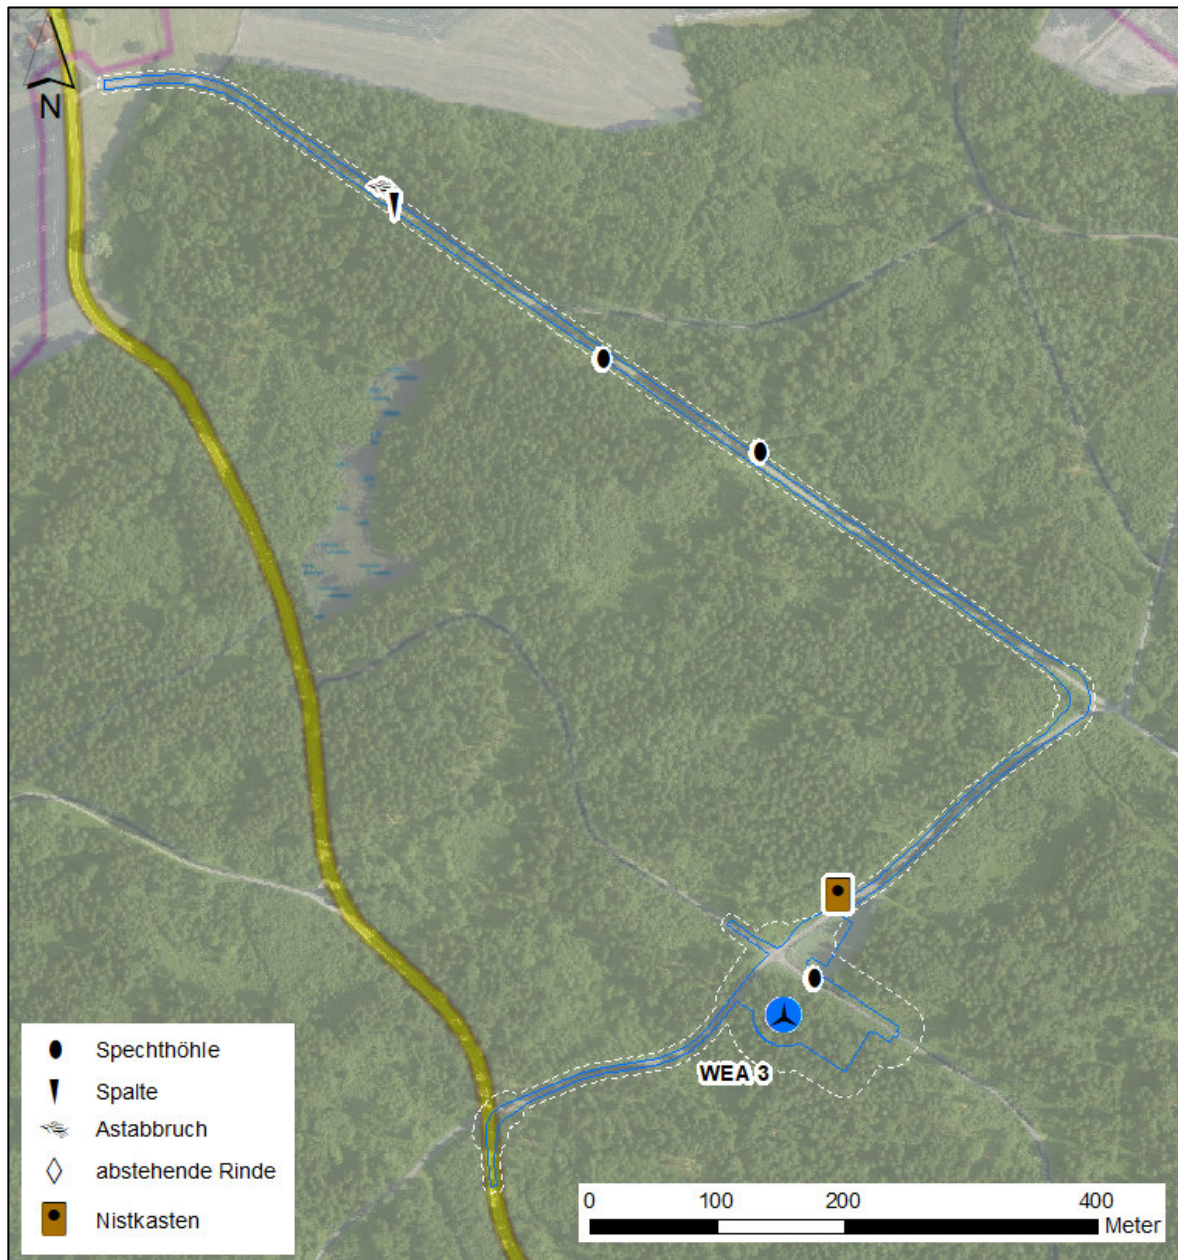 N
WEA 3
Spechthöhle
Spalte
Astabbruch
abstehende Rinde
Nistkasten
0 100 200 400
Meter